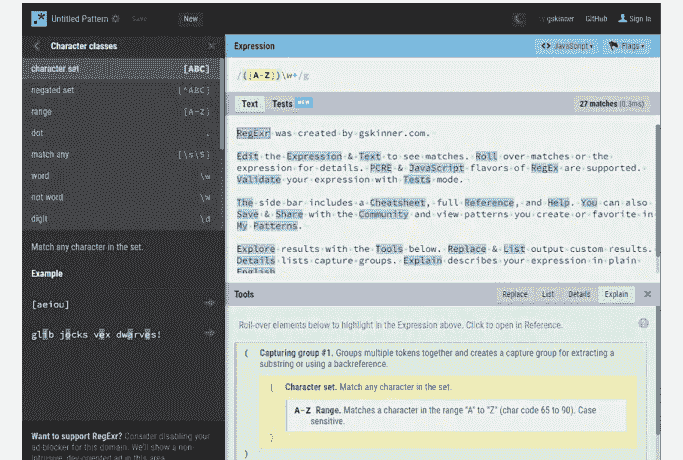 Untitled Pattern
Save
New
gskinner
GitHub
Sign In
Character classes
character set [ABC]
negated set [^ABC]
range [A-Z]
dot .
match any [\s\S]
word \w
not word \W
digit \d
Match any character in the set.
Example
[aeiou]
glib jocks vex dwarves!
Want to support RegExr? Consider disabling your
ad-blocker for this domain. We'll show a non-
intrusive, dev-oriented ad in this area.
Expression
<> JavaScript
Flags
/([A-Z])\w+/g
Text
Tests
NEW
27 matches (0.3ms)
RegExr was created by gskinner.com.
Edit the Expression & Text to see matches. Roll over matches or the
expression for details. PCRE & JavaScript flavors of RegEx are supported.
Validate your expression with Tests mode.
The side bar includes a Cheatsheet, full Reference, and Help. You can also
Save & Share with the Community and view patterns you create or favorite in
My Patterns.
Explore results with the Tools below. Replace & List output custom results.
Details lists capture groups. Explain describes your expression in plain
English.
Tools
Replace
List
Details
Explain
Roll-over elements below to highlight in the Expression above. Click to open in Reference.
( Capturing group #1. Groups multiple tokens together and creates a capture group for extracting a
substring or using a backreference.
[ Character set. Match any character in the set.
A-Z Range. Matches a character in the range "A" to "Z" (char code 65 to 90). Case
sensitive.
]
)